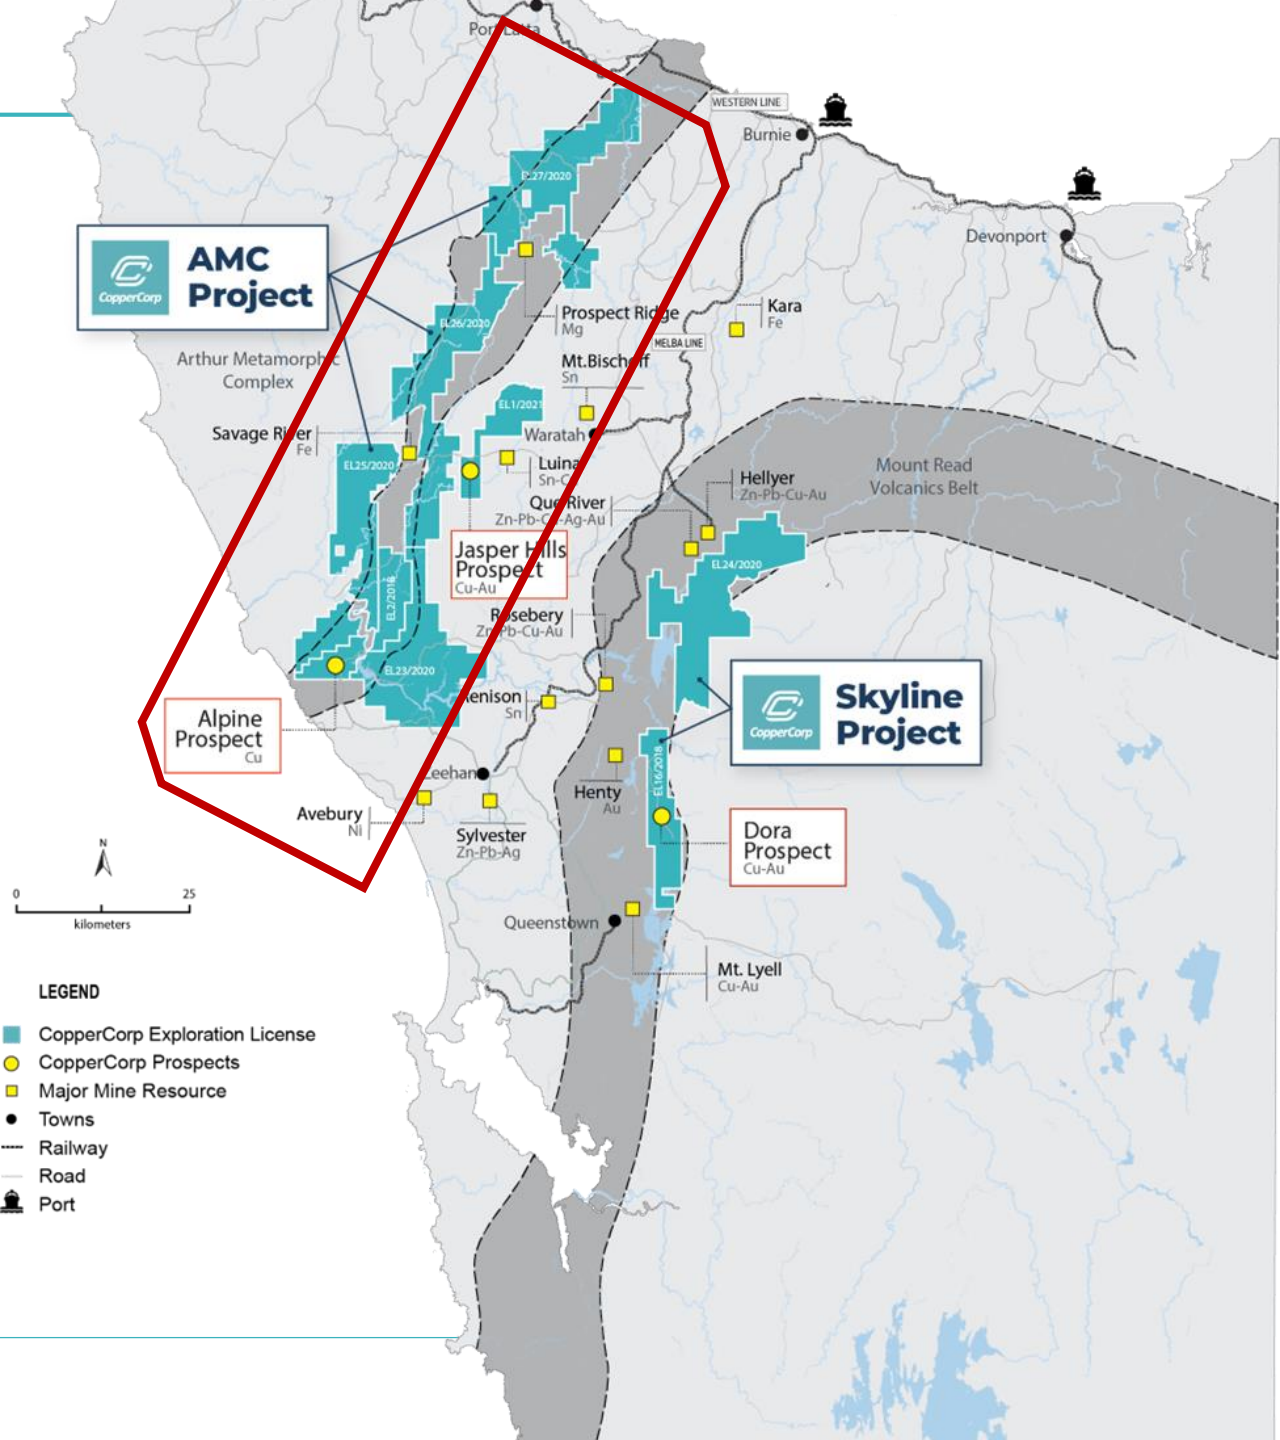 Port Latta
WESTERN LINE
Burnie
EL27/2020
Devonport
AMC
Project
CopperCorp
Prospect Ridge
Mg
Kara
Fe
EL26/2020
MELBA LINE
Arthur Metamorphic
Complex
Mt.Bischoff
Sn
EL1/2021
Savage River
Fe
Waratah
EL25/2020
Luina
Sn-Cu
Mount Read
Volcanics Belt
Hellyer
Zn-Pb-Cu-Au
Que River
Zn-Pb-Cu-Ag-Au
Jasper Hills
Prospect
Cu-Au
EL24/2020
EL2/2016
Rosebery
Zn-Pb-Cu-Au
EL23/2020
Renison
Sn
Skyline
Project
CopperCorp
Alpine
Prospect
Cu
EL16/2018
Zeehan
Henty
Au
Avebury
Ni
Sylvester
Zn-Pb-Ag
Dora
Prospect
Cu-Au
N
0 25
kilometers
Queenstown
Mt. Lyell
Cu-Au
LEGEND
CopperCorp Exploration License
CopperCorp Prospects
Major Mine Resource
Towns
Railway
Road
Port